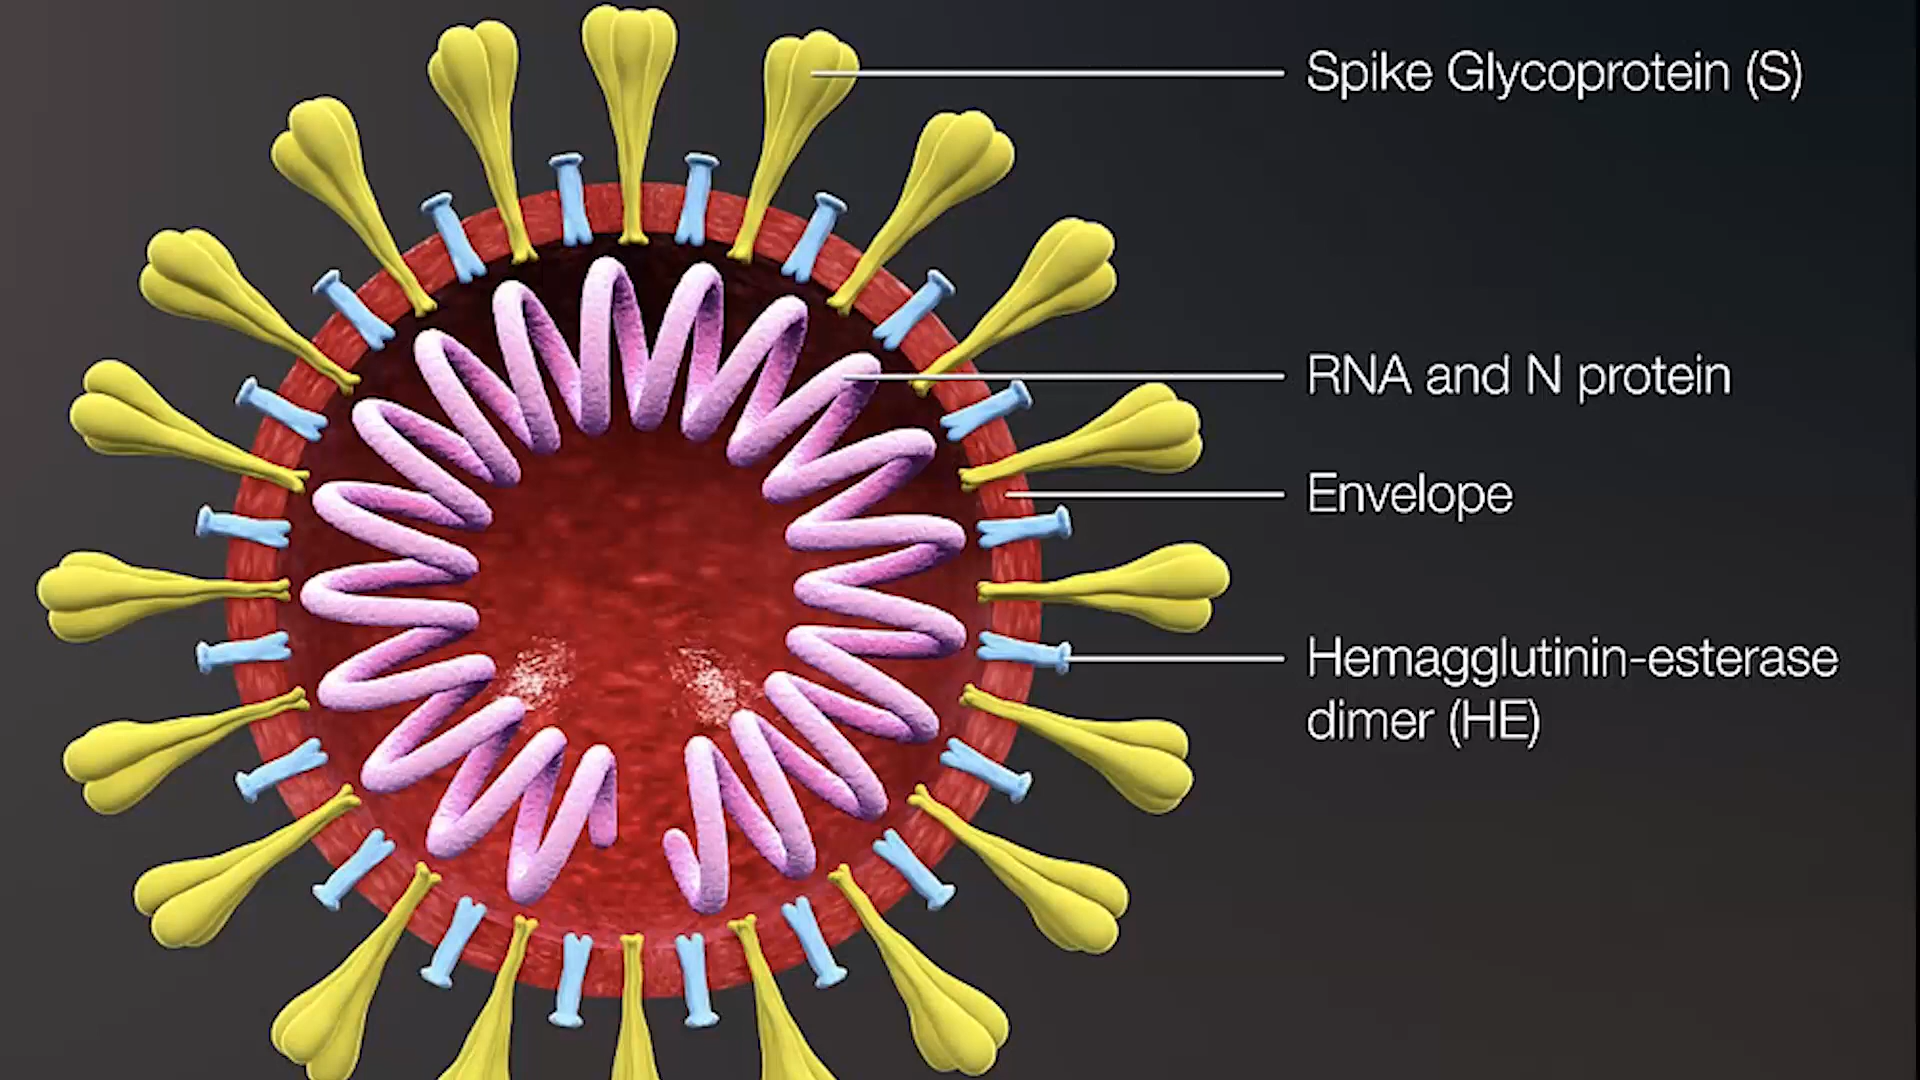 Spike Glycoprotein (S)
RNA and N protein
Envelope
Hemagglutinin-esterase
dimer (HE)